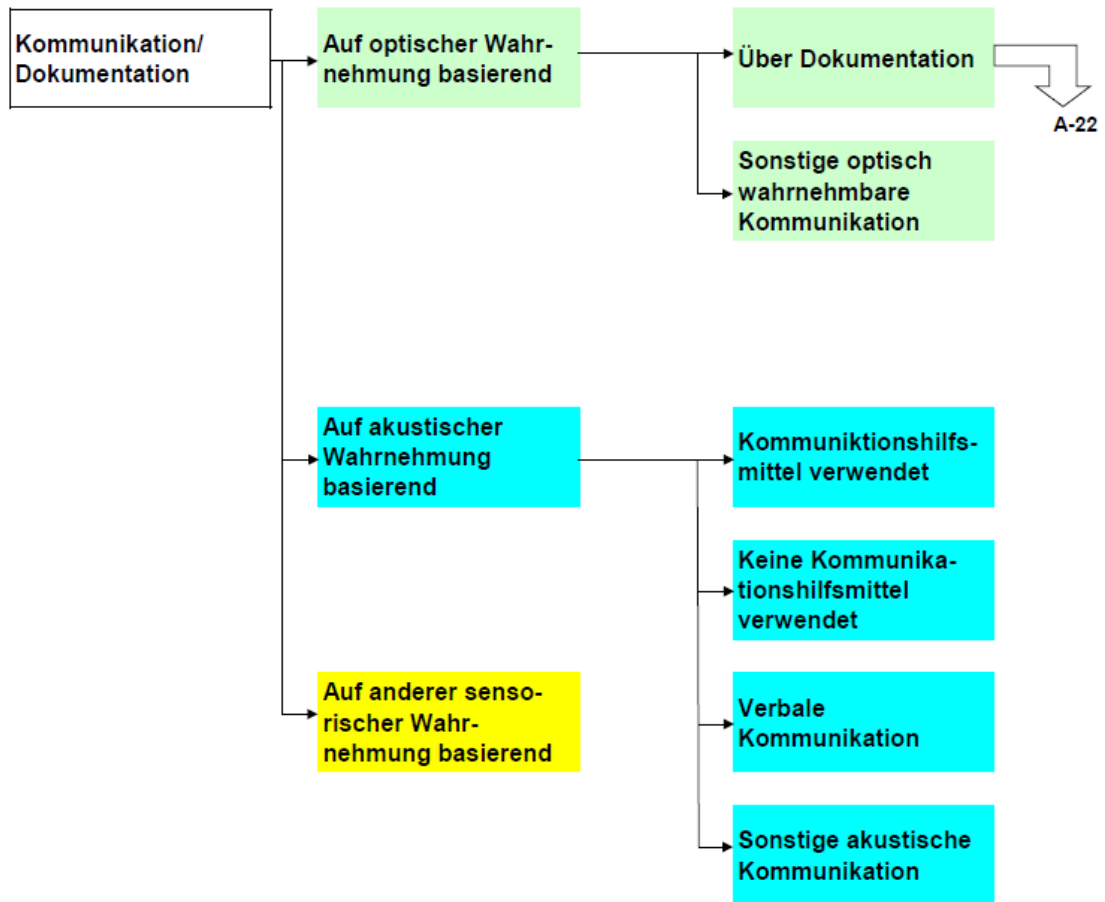 Kommunikation/
Dokumentation
Auf optischer Wahr-
nehmung basierend
Über Dokumentation
A-22
Sonstige optisch
wahrnehmbare
Kommunikation
Auf akustischer
Wahrnehmung
basierend
Kommuniktionshilfs-
mittel verwendet
Keine Kommunika-
tionshilfsmittel
verwendet
Verbale
Kommunikation
Sonstige akustische
Kommunikation
Auf anderer senso-
rischer Wahr-
nehmung basierend